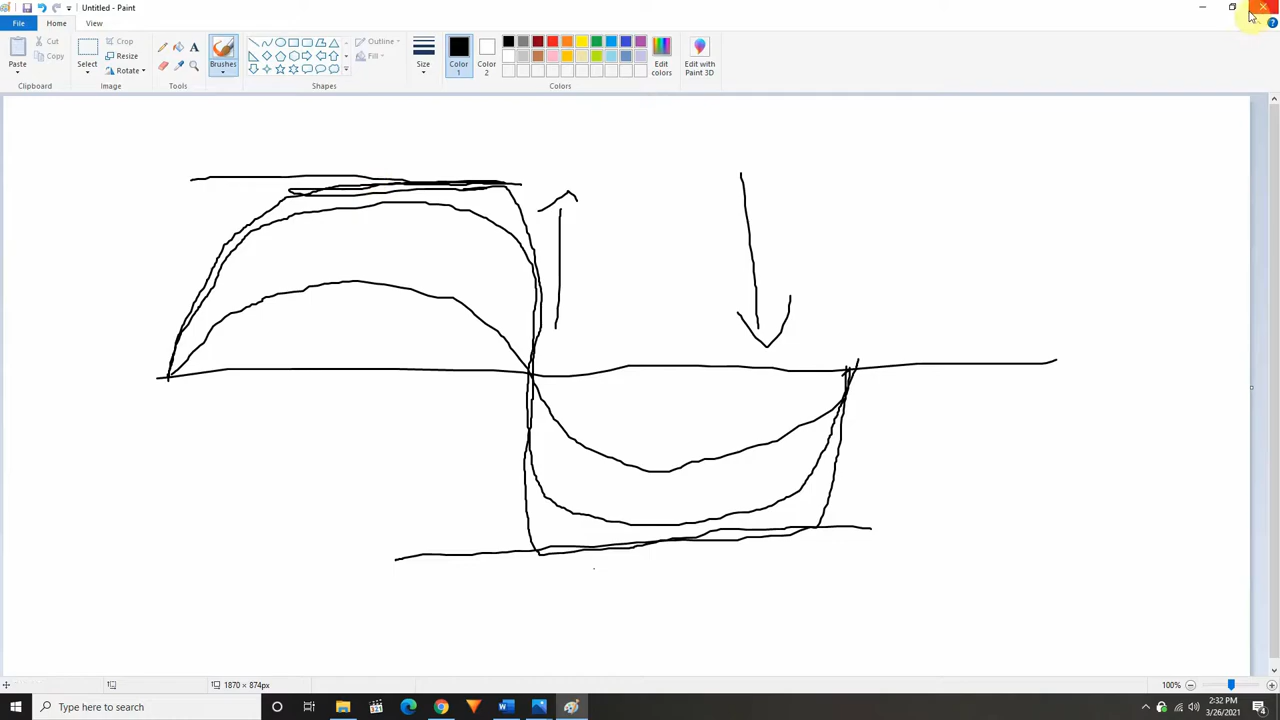 Untitled - Paint
File Home View
Paste
Cut
Copy
Clipboard
Select
Crop
Resize
Rotate
Image
A
Tools
Brushes
Shapes
Outline
Fill
Size
Color 1
Color 2
Edit colors
Edit with Paint 3D
Colors
1870 × 874px
100%
Type here to search
2:32 PM
3/26/2021